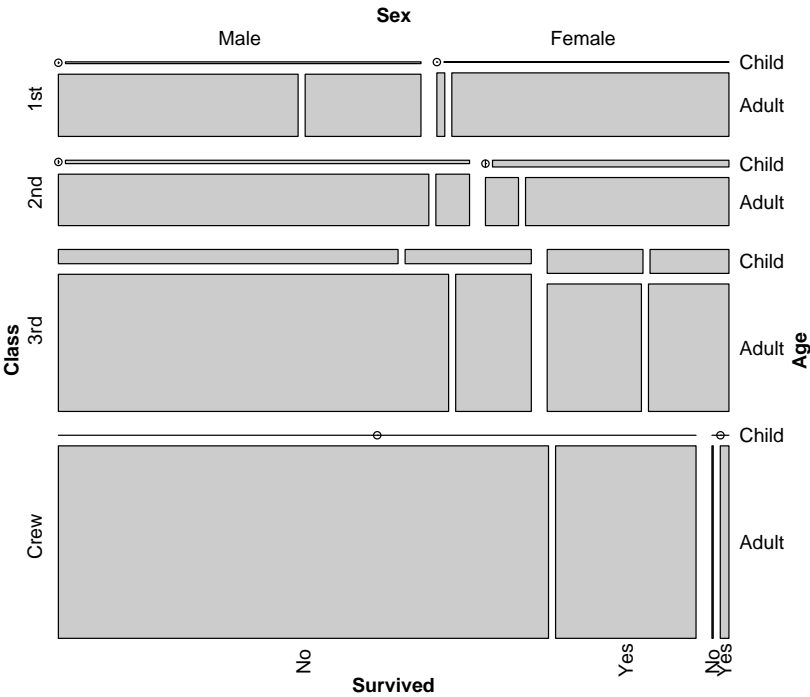 Sex
Male Female
1st
Child
Adult
2nd
Child
Adult
3rd
Child
Adult
Class
Age
Crew
Child
Adult
No Yes No Yes
Survived